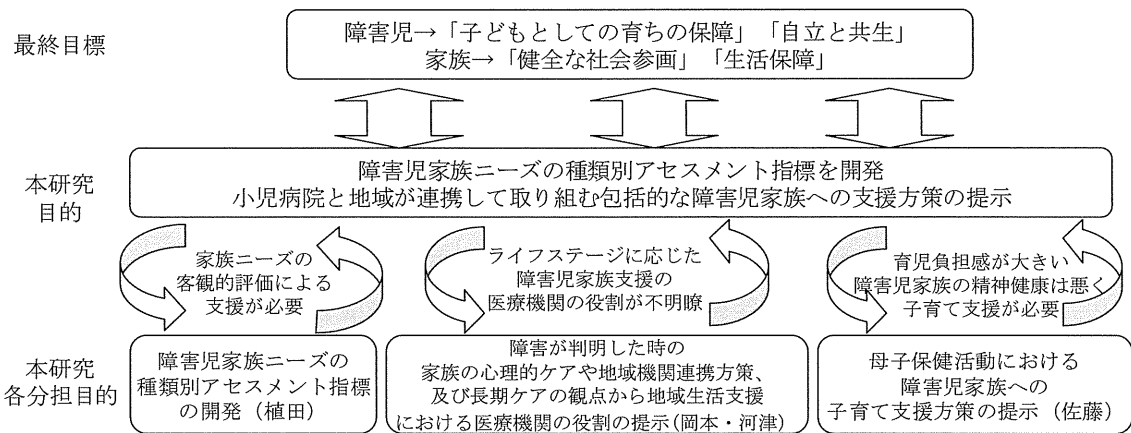 最終目標
障害児→「子どもとしての育ちの保障」「自立と共生」
家族→「健全な社会参画」「生活保障」
本研究
目的
障害児家族ニーズの種類別アセスメント指標を開発
小児病院と地域が連携して取り組む包括的な障害児家族への支援方策の提示
家族ニーズの
客観的評価による
支援が必要
ライフステージに応じた
障害児家族支援の
医療機関の役割が不明瞭
育児負担感が大きい
障害児家族の精神健康は悪く
子育て支援が必要
本研究
各分担目的
障害児家族ニーズの
種類別アセスメント指標
の開発（植田）
障害が判明した時の
家族の心理的ケアや地域機関連携方策、
及び長期ケアの観点から地域生活支援
における医療機関の役割の提示(岡本・河津)
母子保健活動における
障害児家族への
子育て支援方策の提示（佐藤）